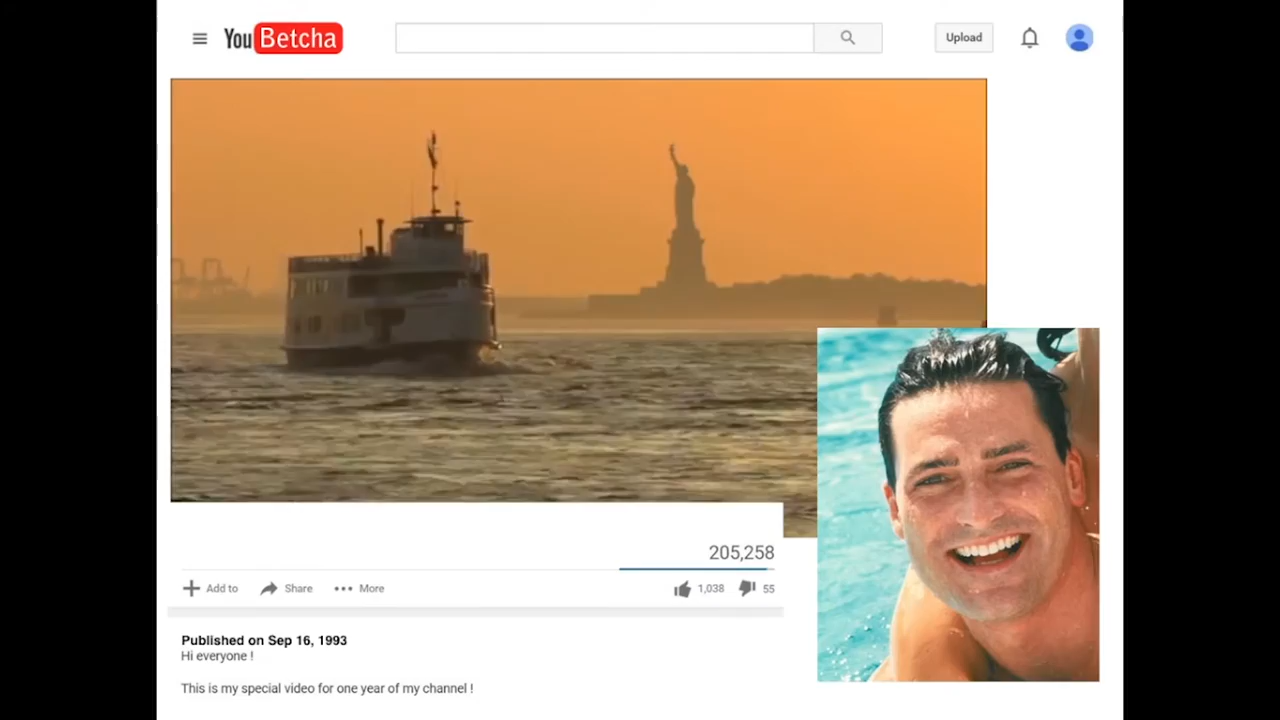 You Betcha
Upload
205,258
Add to Share More 1,038 55
Published on Sep 16, 1993
Hi everyone !
This is my special video for one year of my channel !